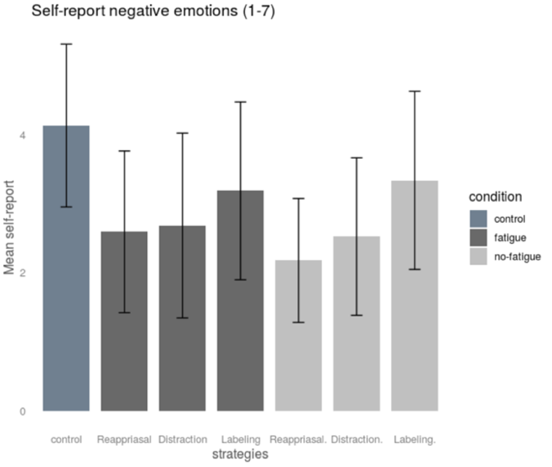 Self-report negative emotions (1-7)
Mean self-report
4
2
0
control Reappriasal Distraction Labeling Reappriasal. Distraction. Labeling.
strategies
condition
control
fatigue
no-fatigue